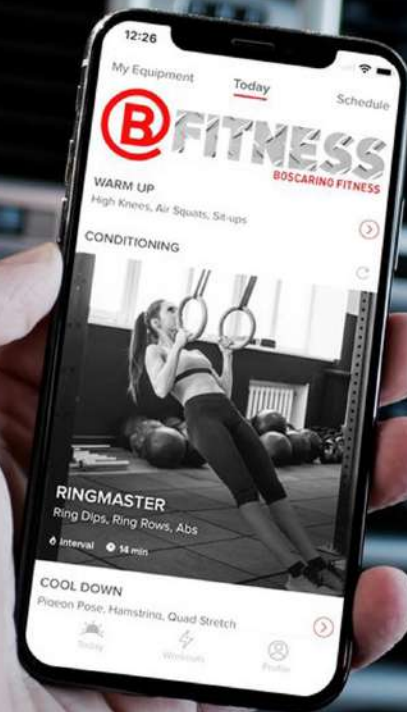 12:26
My Equipment
Today
Schedule
B FITNESS
BOSCARINO FITNESS
WARM UP
High Knees, Air Squats, Sit-ups
CONDITIONING
RINGMASTER
Ring Dips, Ring Rows, Abs
Interval 14 min
COOL DOWN
Pigeon Pose, Hamstring, Quad Stretch
Today
Workouts
Profile